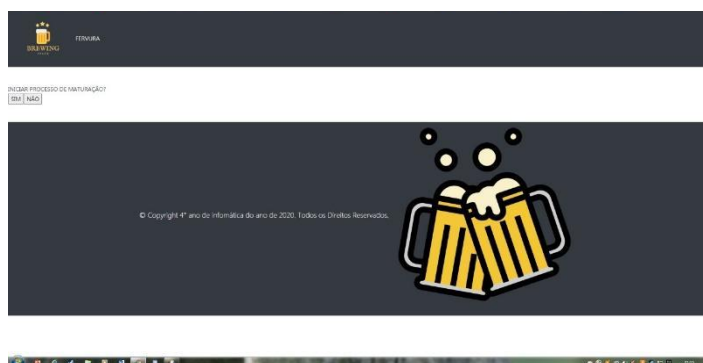 BREWING
FERVURA
INICIAR PROCESSO DE MATURAÇÃO?
SIM NÃO
© Copyright 4° ano de Infomática do ano de 2020. Todos os Direitos Reservados.